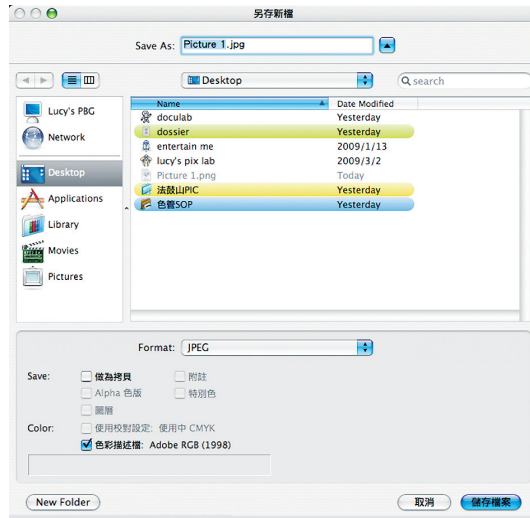 另存新檔
Save As: Picture 1.jpg
Desktop
search
Name Date Modified
Lucy's PBG
Network
Desktop
Applications
Library
Movies
Pictures
doculab Yesterday
dossier Yesterday
entertain me 2009/1/13
lucy's pix lab 2009/3/2
Picture 1.png Today
法鼓山PIC Yesterday
色管SOP Yesterday
Format: JPEG
Save: 做為拷貝 附註
Alpha 色版 特別色
圖層
Color: 使用校對設定: 使用中 CMYK
色彩描述檔: Adobe RGB (1998)
New Folder 取消 儲存檔案